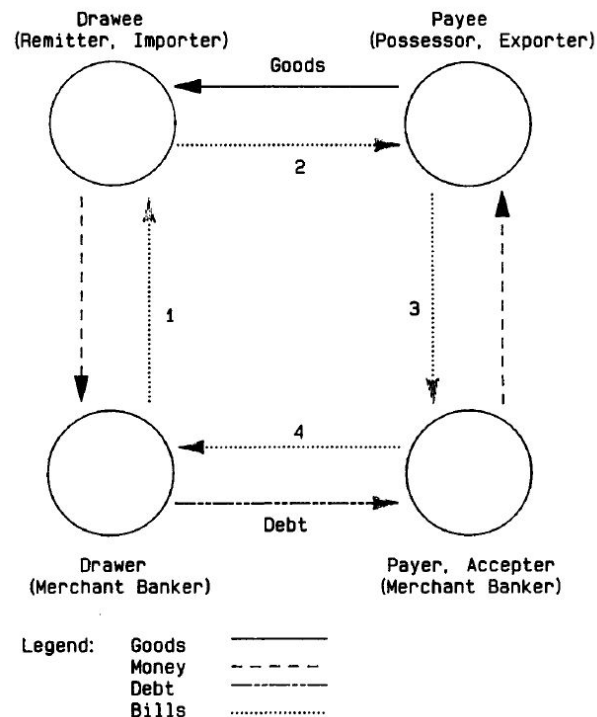 Drawee
(Remitter, Importer)
Payee
(Possessor, Exporter)
Goods
2
1
3
4
Debt
Drawer
(Merchant Banker)
Payer, Accepter
(Merchant Banker)
Legend:
Goods
Money
Debt
Bills